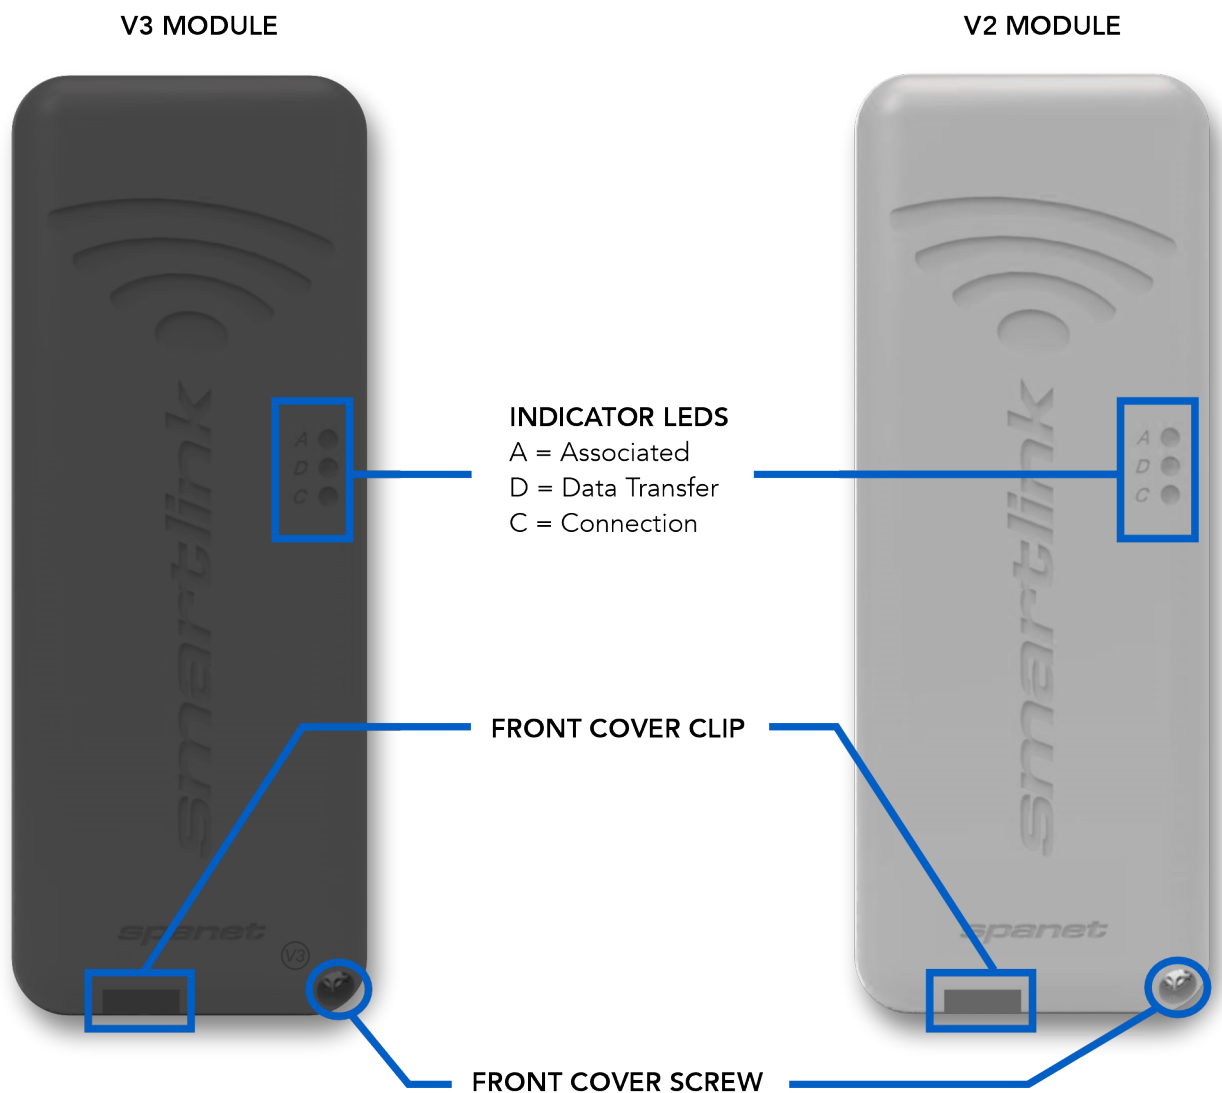 V3 MODULE
V2 MODULE
INDICATOR LEDS
A = Associated
D = Data Transfer
C = Connection
A
D
C
A
D
C
smartlink
smartlink
FRONT COVER CLIP
spanet
V3
spanet
FRONT COVER SCREW